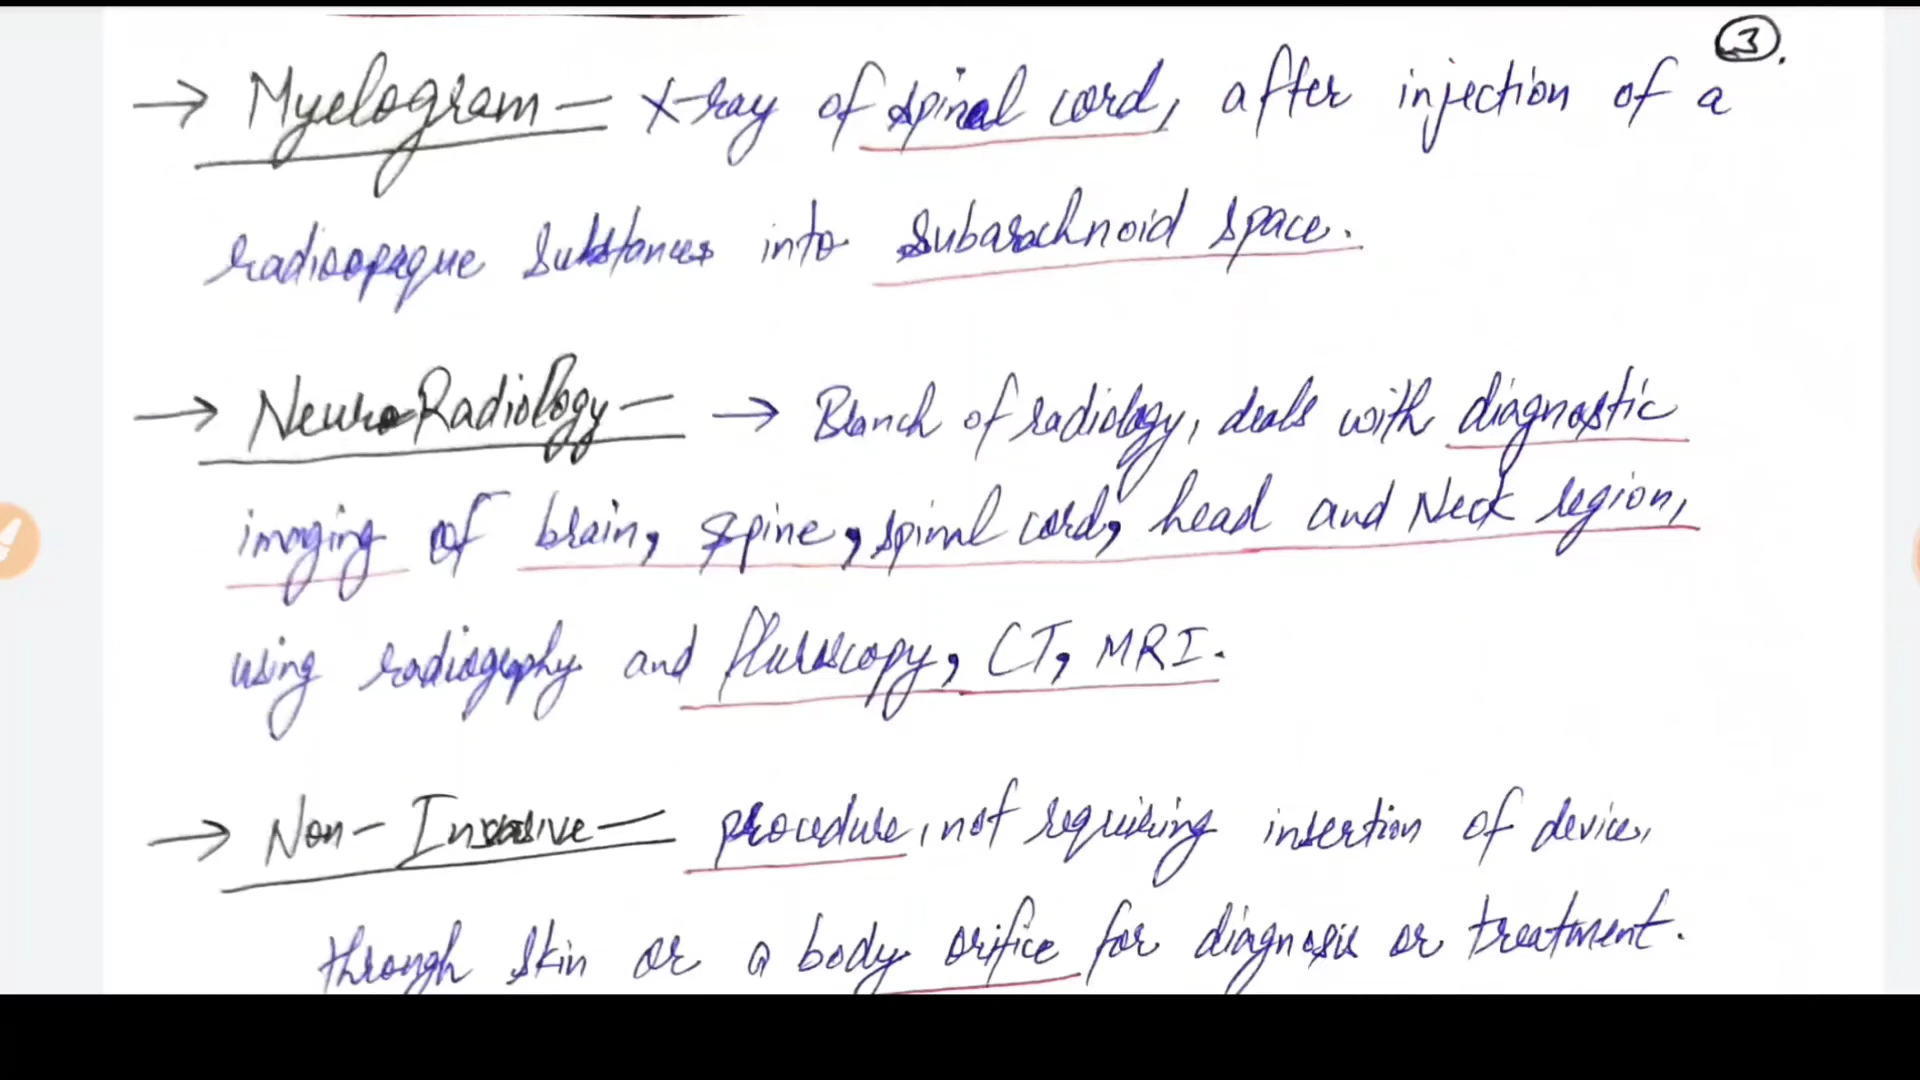 3.
→ Myelogram — X-ray of spinal cord, after injection of a
radioopaque substances into subarachnoid space.
→ NeuroRadiology — → Branch of radiology, deals with diagnostic
imaging of brain, spine, spinal cord, head and Neck region,
using radiography and fluroscopy, CT, MRI.
→ Non-Invasive — procedure, not requiring insertion of device,
through skin or a body orifice for diagnosis or treatment.